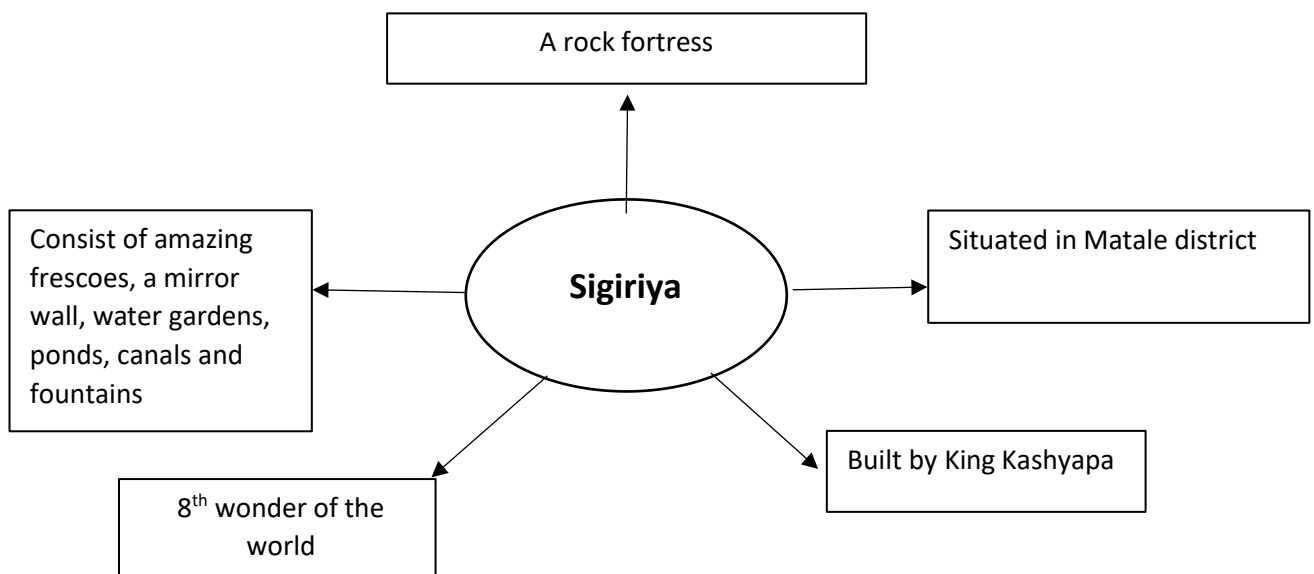 A rock fortress
Consist of amazing
frescoes, a mirror
wall, water gardens,
ponds, canals and
fountains
Sigiriya
Situated in Matale district
Built by King Kashyapa
8th wonder of the
world